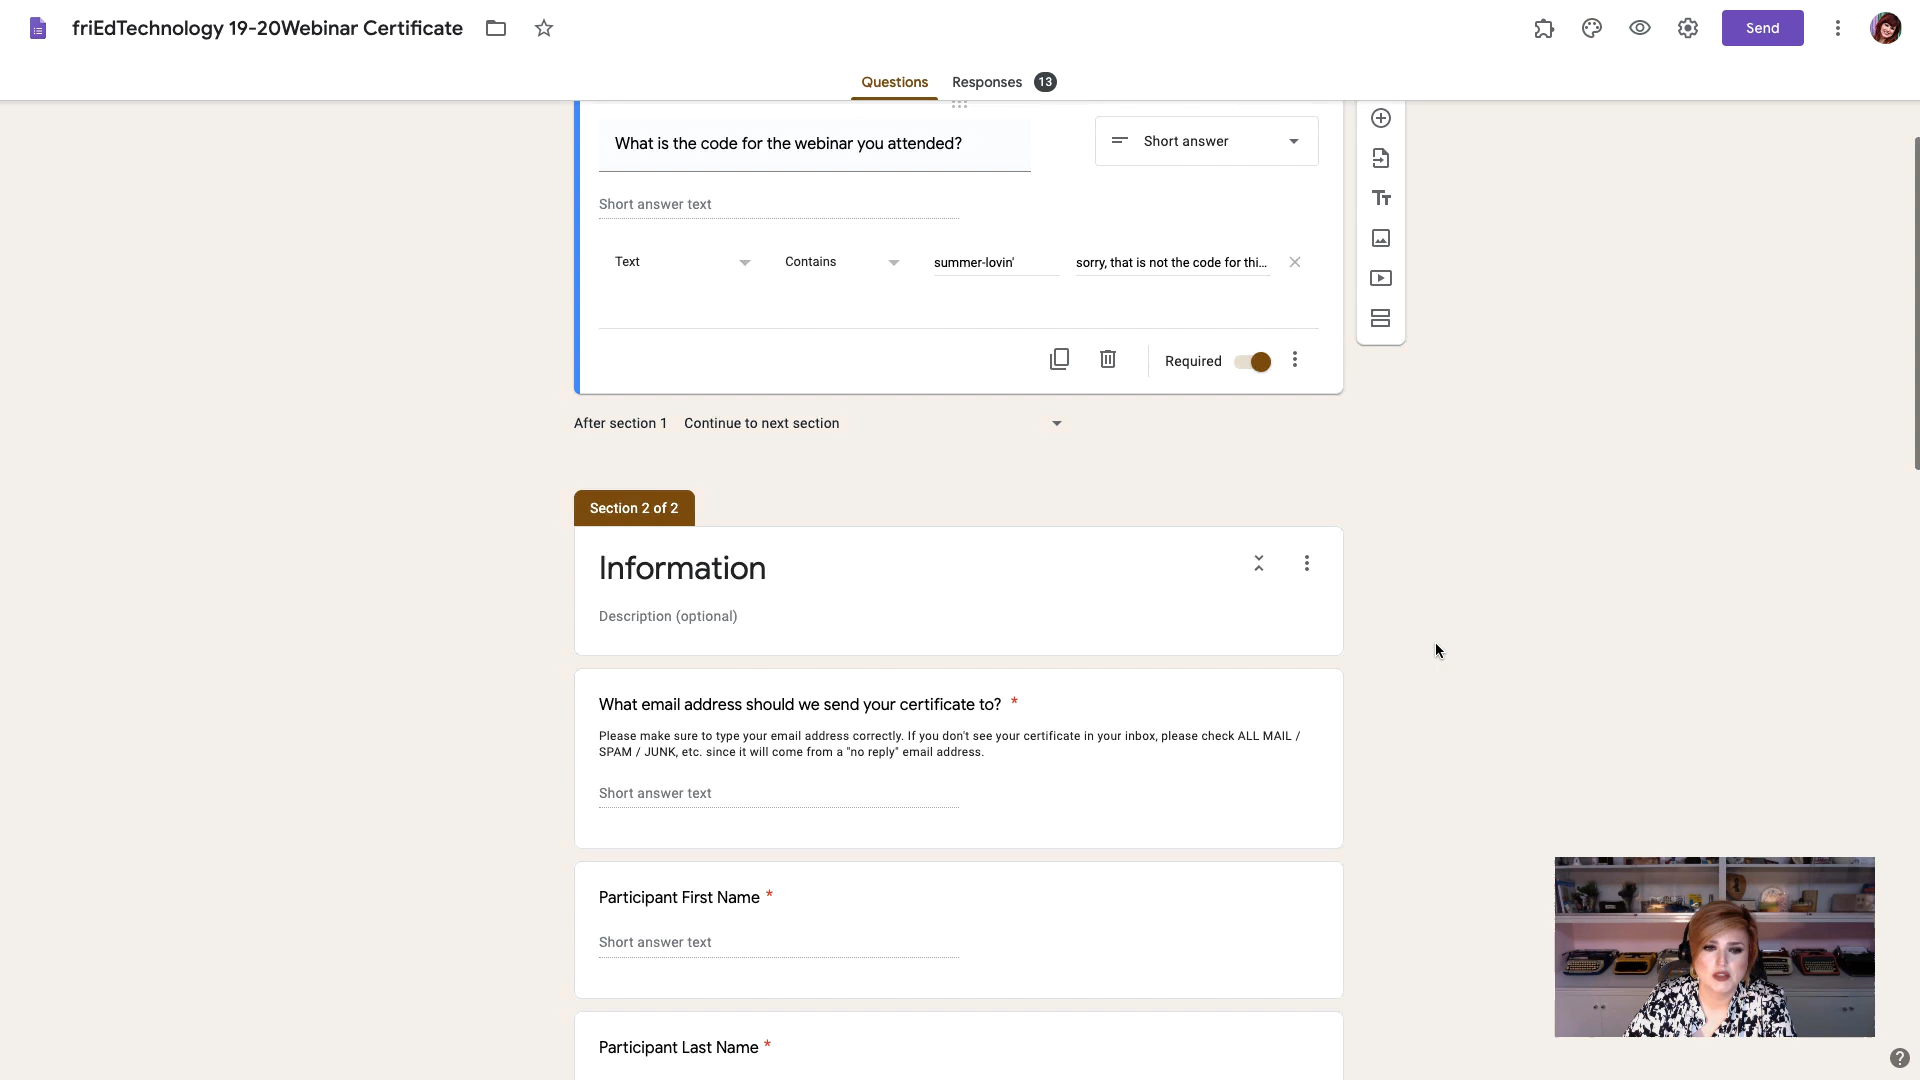 friEdTechnology 19-20Webinar Certificate
Send
Questions
Responses 13
What is the code for the webinar you attended?
Short answer
Short answer text
Text
Contains
summer-lovin'
sorry, that is not the code for thi...
Required
After section 1 Continue to next section
Section 2 of 2
Information
Description (optional)
What email address should we send your certificate to? *
Please make sure to type your email address correctly. If you don't see your certificate in your inbox, please check ALL MAIL /
SPAM / JUNK, etc. since it will come from a "no reply" email address.
Short answer text
Participant First Name *
Short answer text
Participant Last Name *